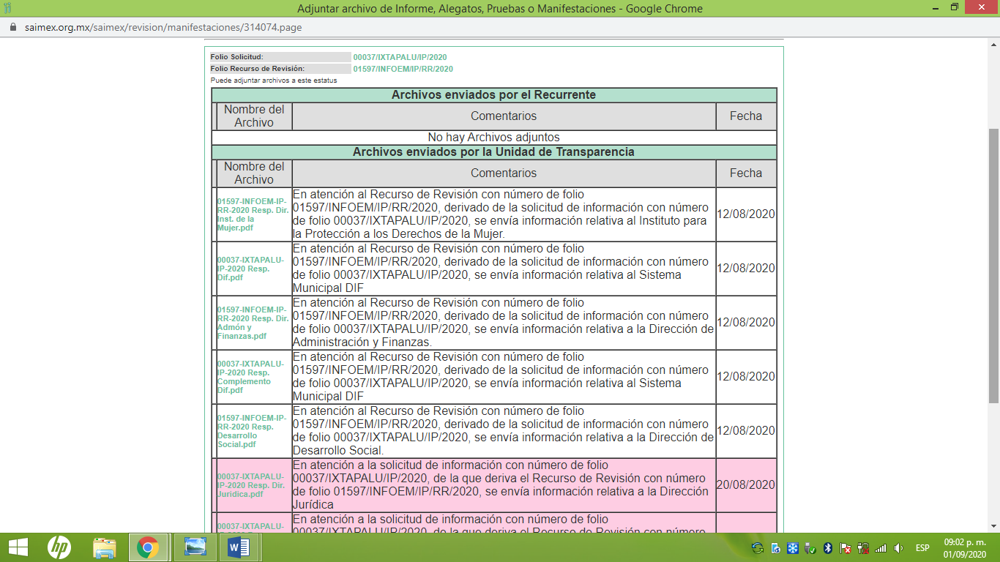 Adjuntar archivo de Informe, Alegatos, Pruebas o Manifestaciones - Google Chrome
saimex.org.mx/saimex/revision/manifestaciones/314074.page
Folio Solicitud: 00037/IXTAPALU/IP/2020
Folio Recurso de Revisión: 01597/INFOEM/IP/RR/2020
Puede adjuntar archivos a este estatus
Archivos enviados por el Recurrente
Nombre del
Archivo
Comentarios
Fecha
No hay Archivos adjuntos
Archivos enviados por la Unidad de Transparencia
Nombre del
Archivo
Comentarios
Fecha
01597-INFOEM-IP-
RR-2020 Resp. Dir.
Inst. de la
Mujer.pdf
En atención al Recurso de Revisión con número de folio
01597/INFOEM/IP/RR/2020, derivado de la solicitud de información con número
de folio 00037/IXTAPALU/IP/2020, se envía información relativa al Instituto para
la Protección a los Derechos de la Mujer.
12/08/2020
00037-IXTAPALU-
IP-2020 Resp.
Dif.pdf
En atención al Recurso de Revisión con número de folio
01597/INFOEM/IP/RR/2020, derivado de la solicitud de información con número
de folio 00037/IXTAPALU/IP/2020, se envía información relativa al Sistema
Municipal DIF
12/08/2020
01597-INFOEM-IP-
RR-2020 Resp. Dir.
Admón y
Finanzas.pdf
En atención al Recurso de Revisión con número de folio
01597/INFOEM/IP/RR/2020, derivado de la solicitud de información con número
de folio 00037/IXTAPALU/IP/2020, se envía información relativa a la Dirección de
Administración y Finanzas.
12/08/2020
00037-IXTAPALU-
IP-2020 Resp.
Complemento
Dif.pdf
En atención al Recurso de Revisión con número de folio
01597/INFOEM/IP/RR/2020, derivado de la solicitud de información con número
de folio 00037/IXTAPALU/IP/2020, se envía información relativa al Sistema
Municipal DIF
12/08/2020
01597-INFOEM-IP-
RR-2020 Resp.
Desarrollo
Social.pdf
En atención al Recurso de Revisión con número de folio
01597/INFOEM/IP/RR/2020, derivado de la solicitud de información con número
de folio 00037/IXTAPALU/IP/2020, se envía información relativa a la Dirección de
Desarrollo Social.
12/08/2020
00037-IXTAPALU-
IP-2020 Resp. Dir.
Juridica.pdf
En atención a la solicitud de información con número de folio
00037/IXTAPALU/IP/2020, de la que deriva el Recurso de Revisión con número
de folio 01597/INFOEM/IP/RR/2020, se envía información relativa a la Dirección
Jurídica
20/08/2020
00037-IXTAPALU-
En atención a la solicitud de información con número de folio
00037/IXTAPALU/IP/2020, de la que deriva el Recurso de Revisión con número
hp
ESP
09:02 p. m.
01/09/2020